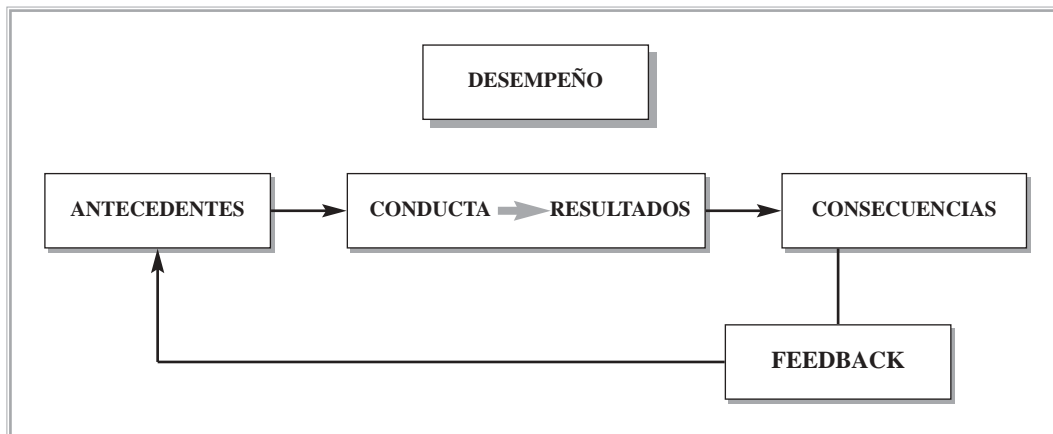 DESEMPEÑO
ANTECEDENTES
CONDUCTA RESULTADOS
CONSECUENCIAS
FEEDBACK